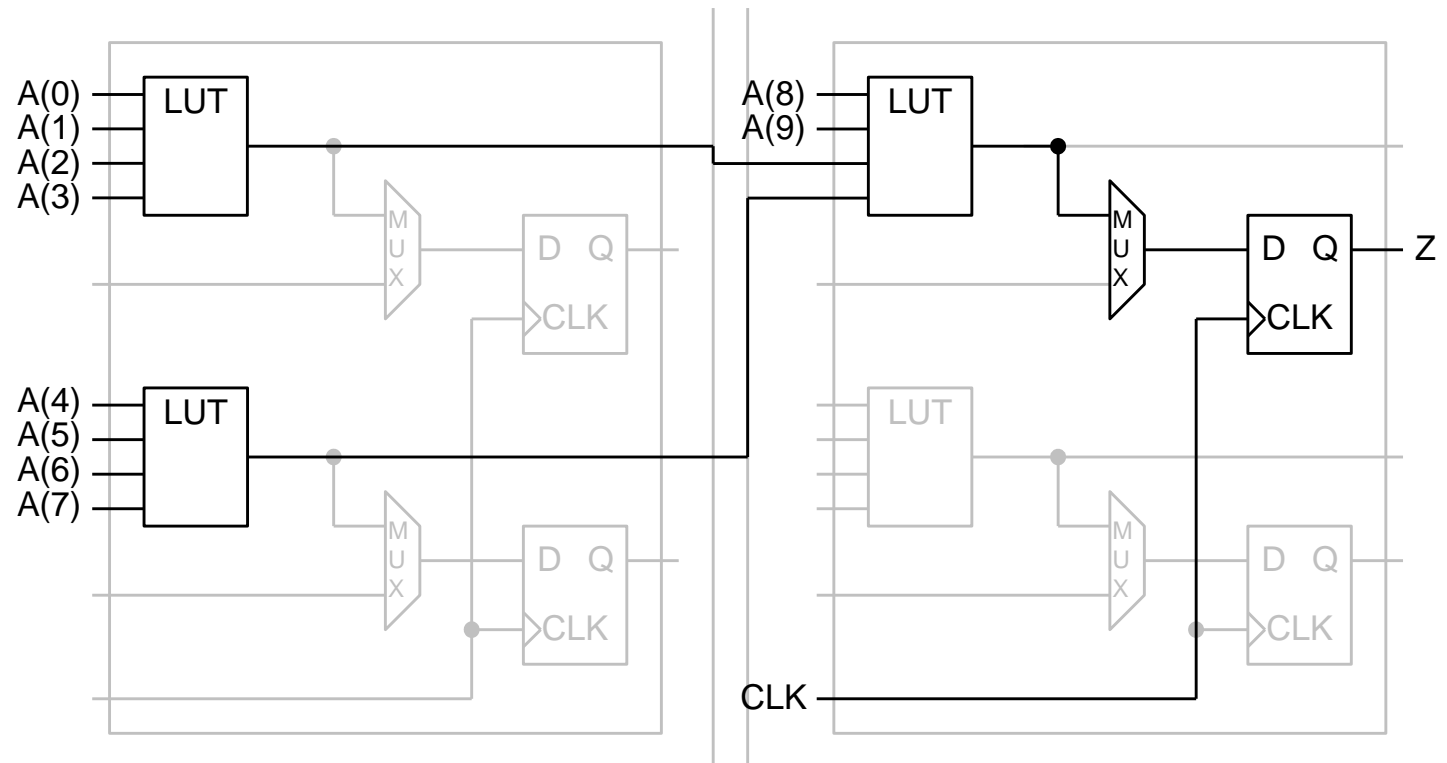 A(0)
A(1)
A(2)
A(3)
LUT
M
U
X
D Q
CLK
A(4)
A(5)
A(6)
A(7)
LUT
M
U
X
D Q
CLK
A(8)
A(9)
LUT
M
U
X
D Q
CLK
Z
LUT
M
U
X
D Q
CLK
CLK